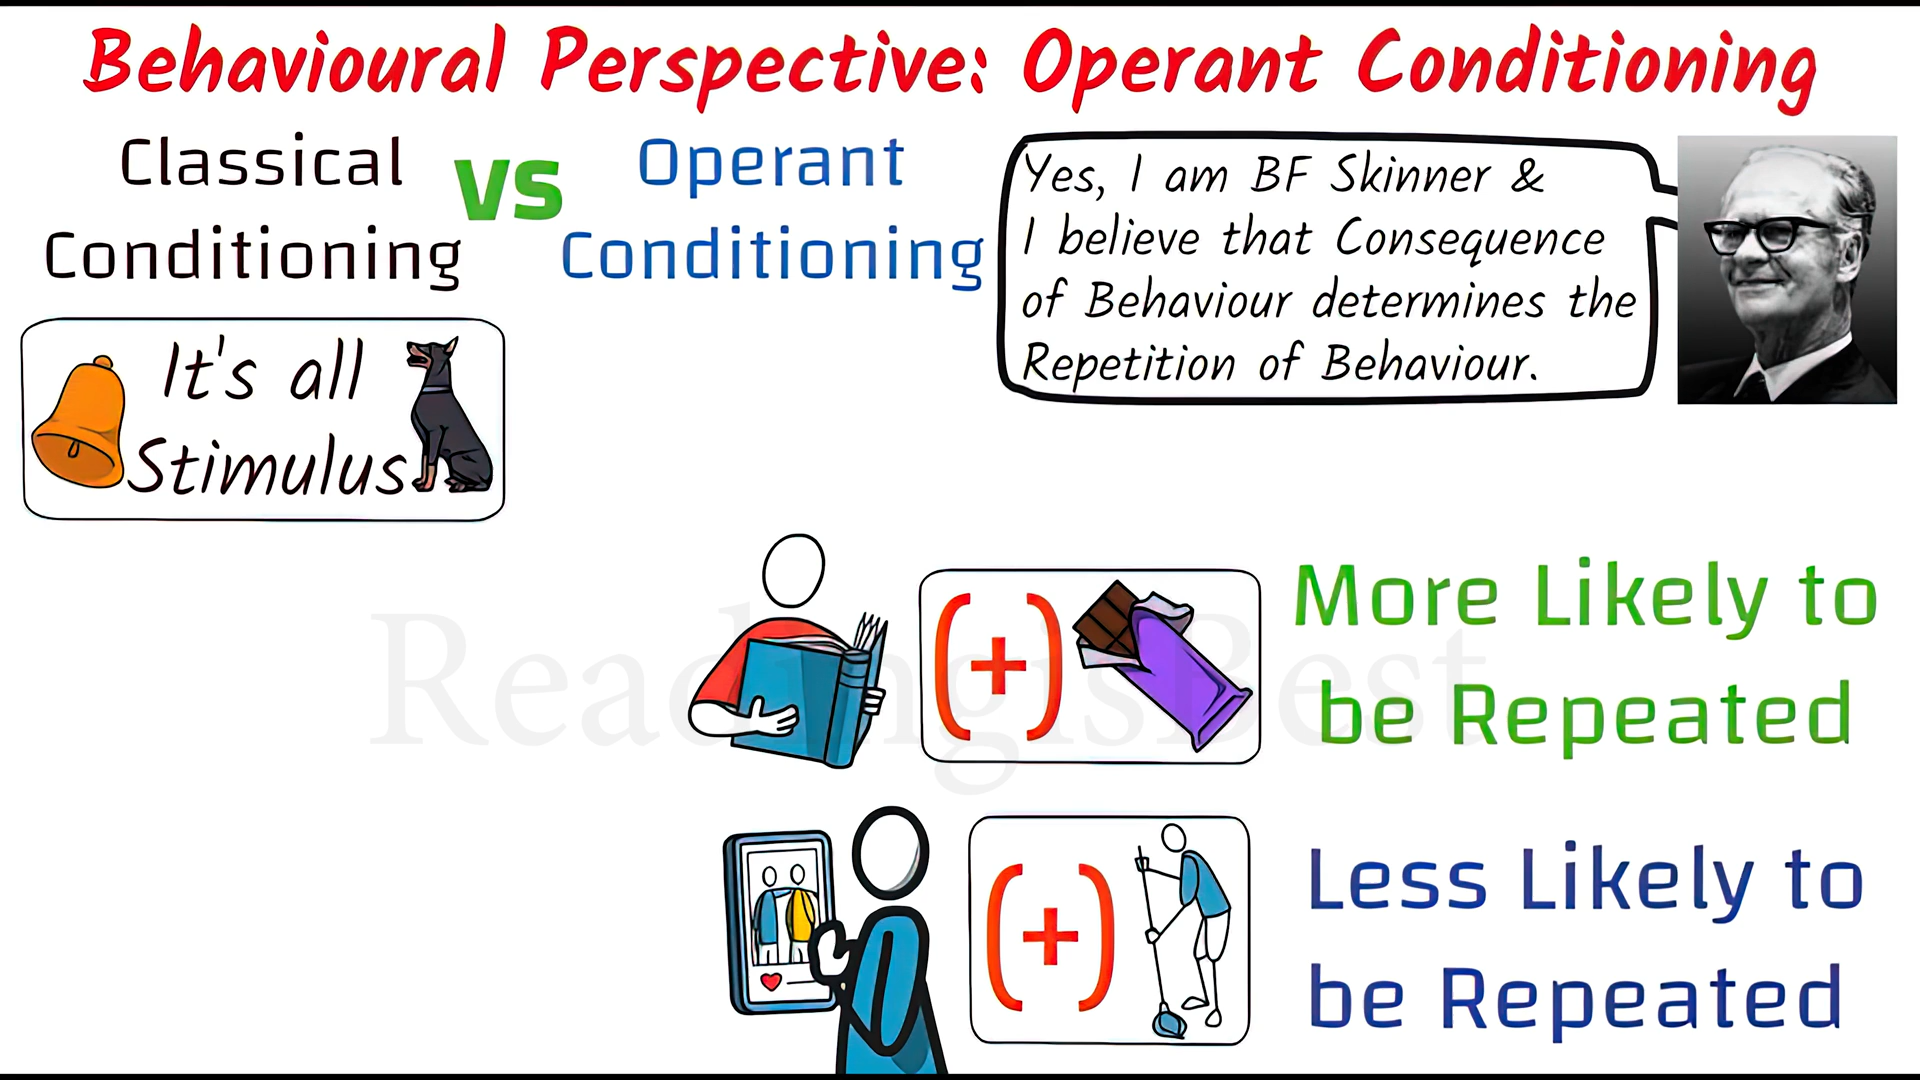 Behavioural Perspective: Operant Conditioning
Classical
Conditioning
VS
Operant
Conditioning
Yes, I am BF Skinner &
I believe that Consequence
of Behaviour determines the
Repetition of Behaviour.
It's all
Stimulus
(+)
More Likely to
be Repeated
ReadingisBest
(+)
Less Likely to
be Repeated